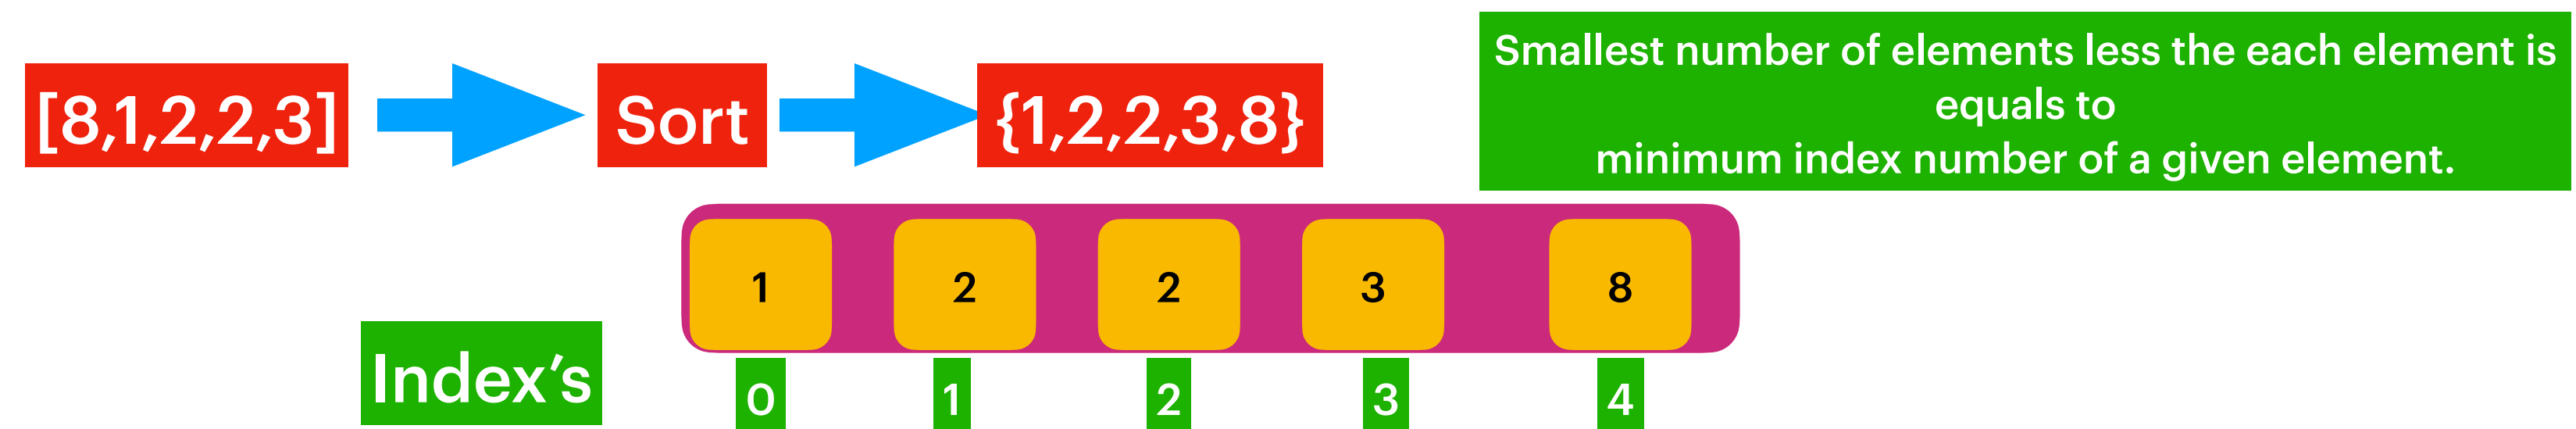 [8,1,2,2,3]
Sort
{1,2,2,3,8}
Smallest number of elements less the each element is
equals to
minimum index number of a given element.
1 2 2 3 8
Index's
0 1 2 3 4